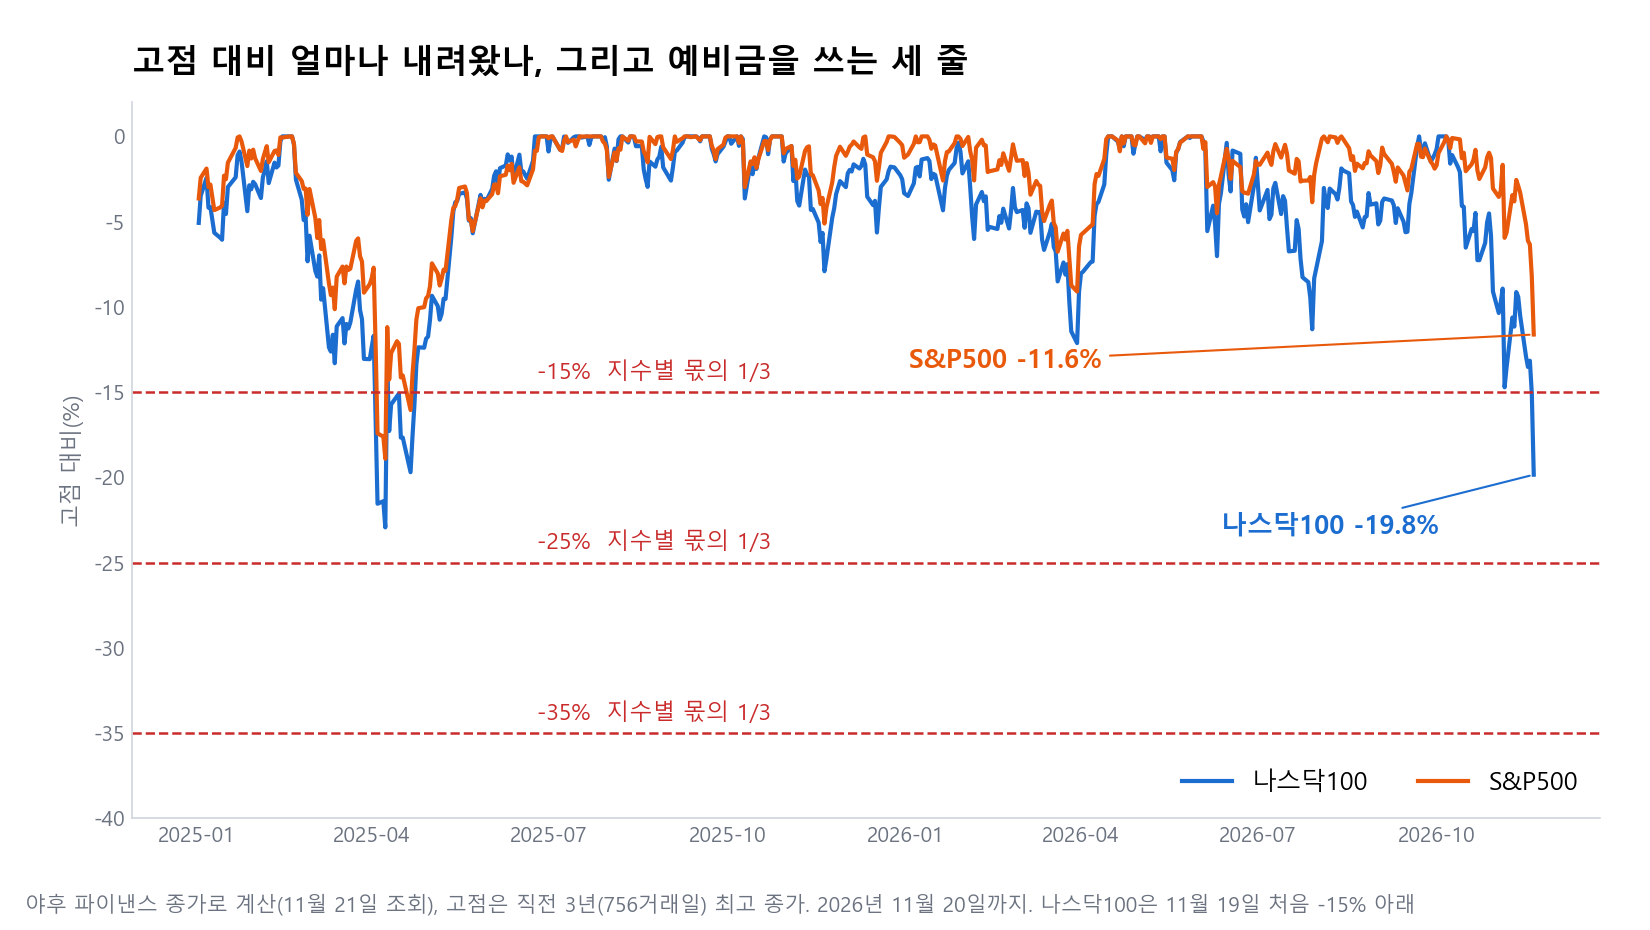 고점 대비 얼마나 내려왔나, 그리고 예비금을 쓰는 세 줄
고점 대비(%)
0
-5
-10
-15
-20
-25
-30
-35
-40
-15% 지수별 몫의 1/3
-25% 지수별 몫의 1/3
-35% 지수별 몫의 1/3
S&P500 -11.6%
나스닥100 -19.8%
나스닥100
S&P500
2025-01
2025-04
2025-07
2025-10
2026-01
2026-04
2026-07
2026-10
야후 파이낸스 종가로 계산(11월 21일 조회), 고점은 직전 3년(756거래일) 최고 종가. 2026년 11월 20일까지. 나스닥100은 11월 19일 처음 -15% 아래